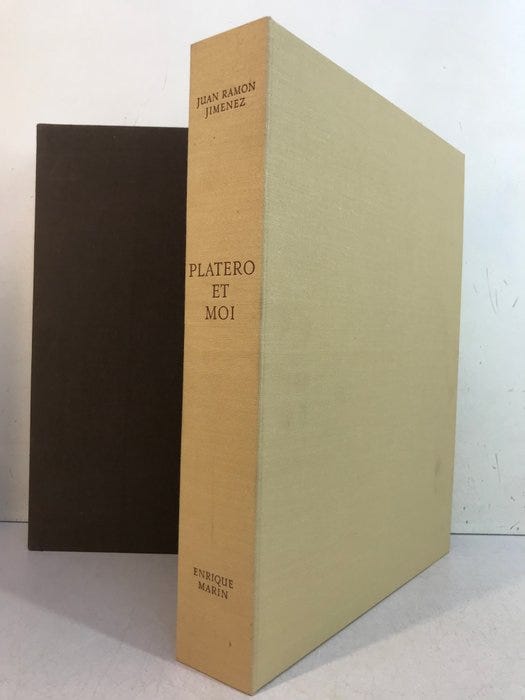 JUAN RAMON
JIMENEZ
PLATERO
ET
MOI
ENRIQUE
MARIN